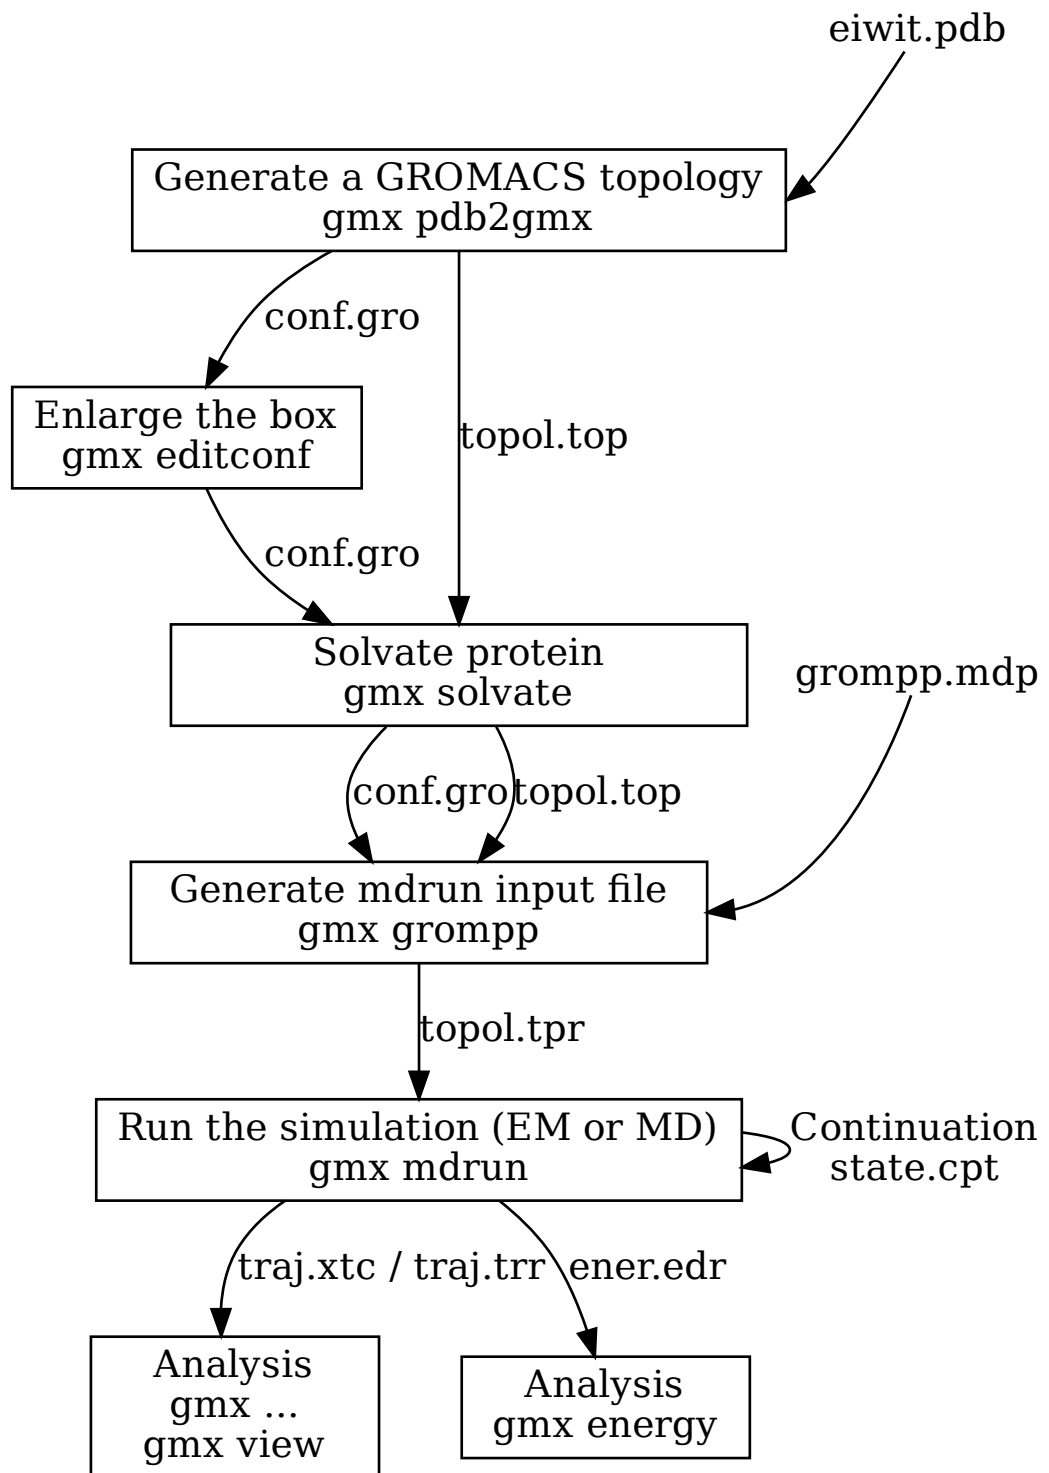 eiwit.pdb
Generate a GROMACS topology
gmx pdb2gmx
conf.gro
Enlarge the box
gmx editconf
topol.top
conf.gro
Solvate protein
gmx solvate
grompp.mdp
conf.gro
topol.top
Generate mdrun input file
gmx grompp
topol.tpr
Run the simulation (EM or MD)
gmx mdrun
Continuation
state.cpt
traj.xtc / traj.trr
ener.edr
Analysis
gmx ...
gmx view
Analysis
gmx energy